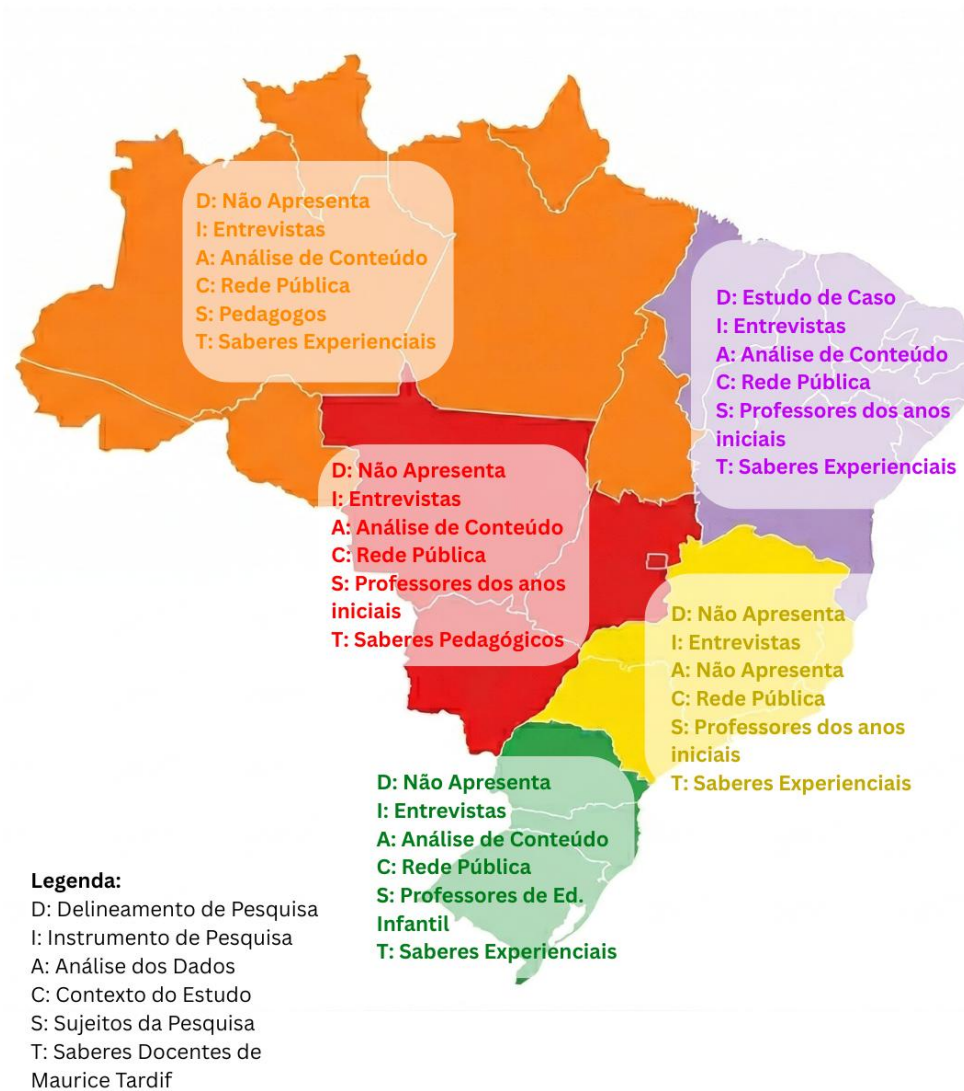 D: Não Apresenta
I: Entrevistas
A: Análise de Conteúdo
C: Rede Pública
S: Pedagogos
T: Saberes Experienciais
D: Estudo de Caso
I: Entrevistas
A: Análise de Conteúdo
C: Rede Pública
S: Professores dos anos
iniciais
T: Saberes Experienciais
D: Não Apresenta
I: Entrevistas
A: Análise de Conteúdo
C: Rede Pública
S: Professores dos anos
iniciais
T: Saberes Pedagógicos
D: Não Apresenta
I: Entrevistas
A: Não Apresenta
C: Rede Pública
S: Professores dos anos
iniciais
T: Saberes Experienciais
D: Não Apresenta
I: Entrevistas
A: Análise de Conteúdo
C: Rede Pública
S: Professores de Ed.
Infantil
T: Saberes Experienciais
Legenda:
D: Delineamento de Pesquisa
I: Instrumento de Pesquisa
A: Análise dos Dados
C: Contexto do Estudo
S: Sujeitos da Pesquisa
T: Saberes Docentes de
Maurice Tardif